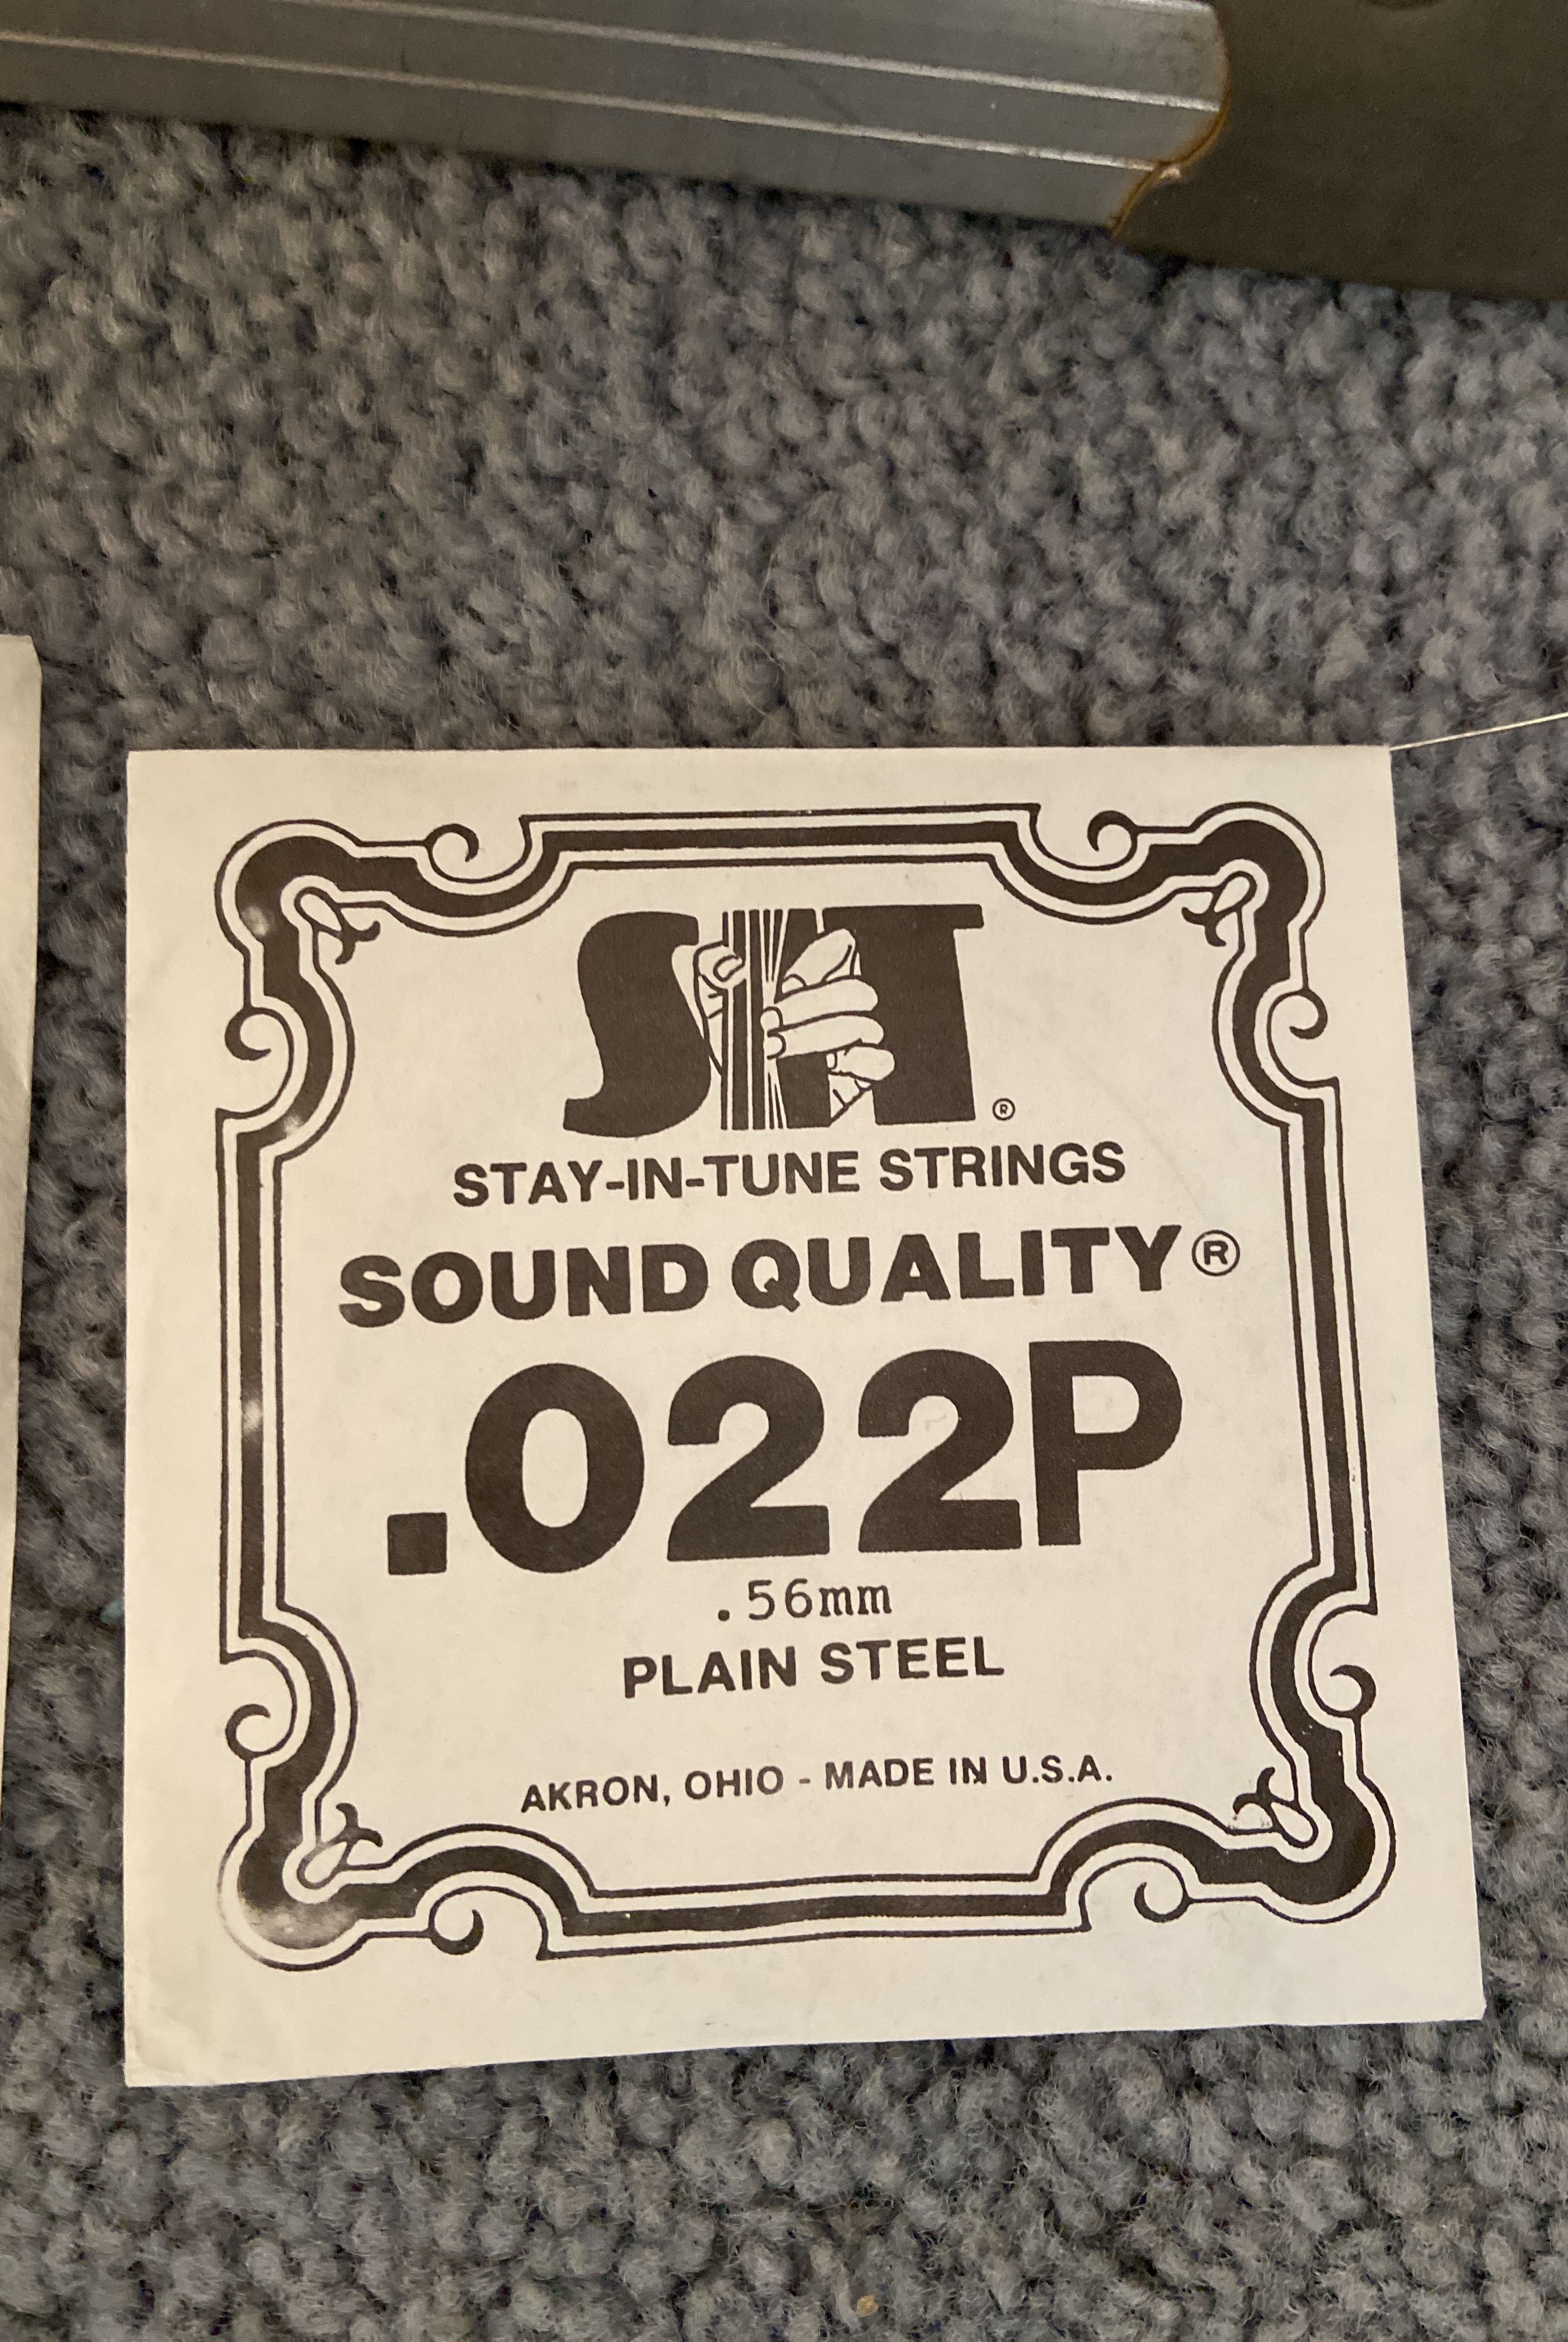 SIT®
STAY-IN-TUNE STRINGS
SOUND QUALITY®
.022P
.56mm
PLAIN STEEL
AKRON, OHIO - MADE IN U.S.A.